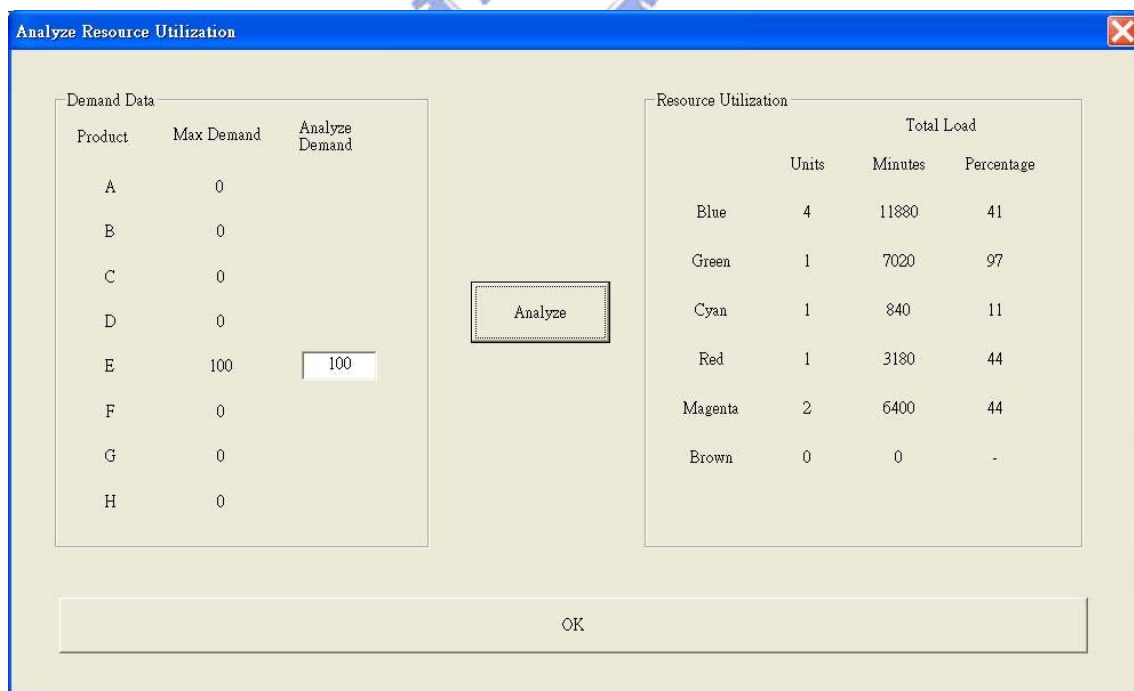 Analyze Resource Utilization
Demand Data
Product Max Demand Analyze Demand
A 0
B 0
C 0
D 0
E 100 100
F 0
G 0
H 0
Analyze
Resource Utilization
Total Load
Units Minutes Percentage
Blue 4 11880 41
Green 1 7020 97
Cyan 1 840 11
Red 1 3180 44
Magenta 2 6400 44
Brown 0 0 -
OK